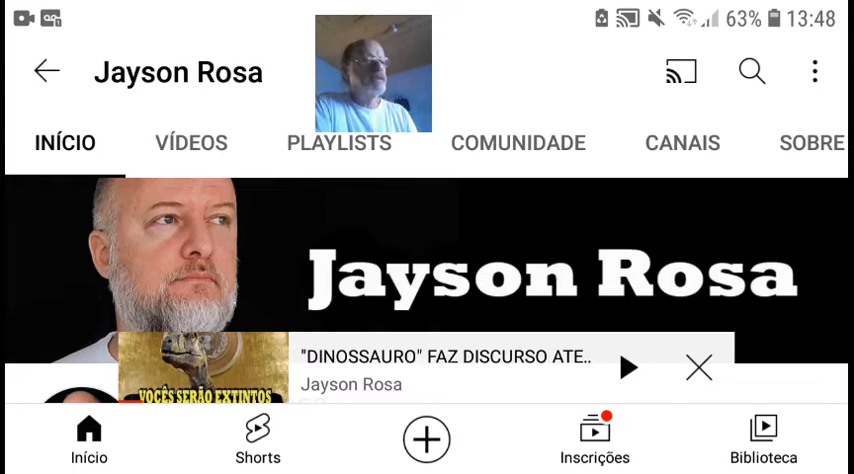 63% 13:48
Jayson Rosa
INÍCIO VÍDEOS PLAYLISTS COMUNIDADE CANAIS SOBRE
Jayson Rosa
"DINOSSAURO" FAZ DISCURSO ATE..
VOCÊS SERÃO EXTINTOS
Jayson Rosa
Início Shorts Inscrições Biblioteca